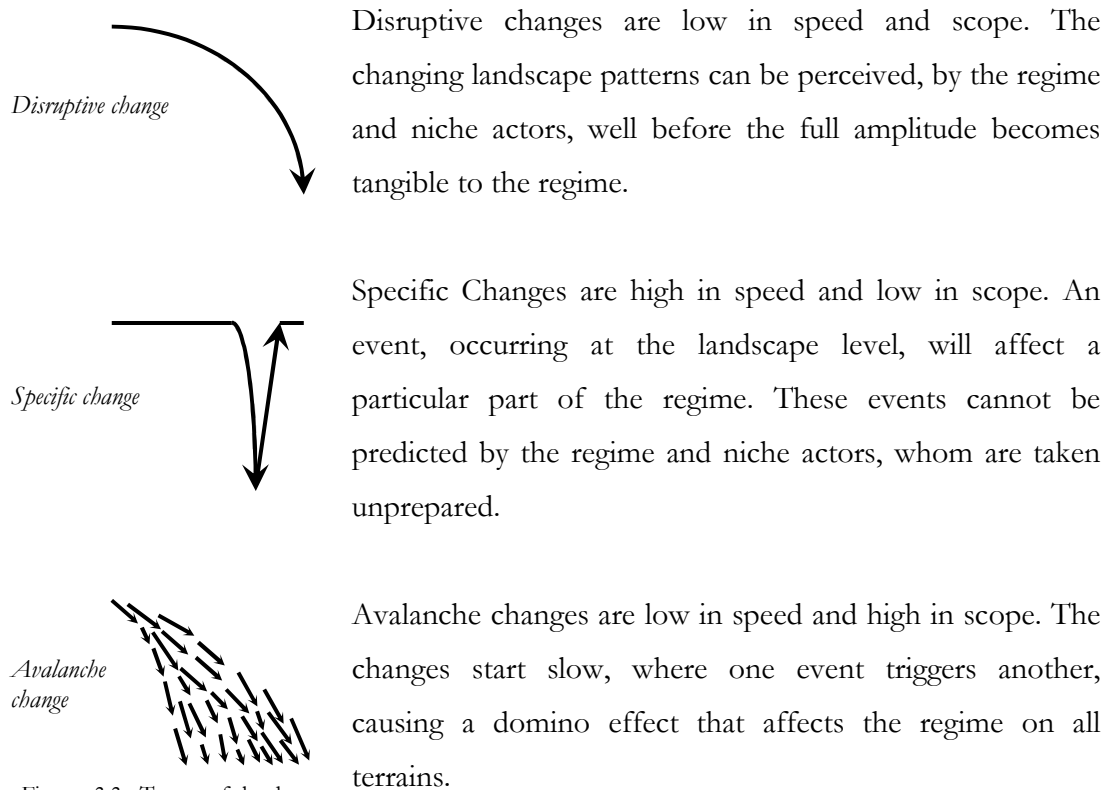 Disruptive change
Disruptive changes are low in speed and scope. The
changing landscape patterns can be perceived, by the regime
and niche actors, well before the full amplitude becomes
tangible to the regime.
Specific change
Specific Changes are high in speed and low in scope. An
event, occurring at the landscape level, will affect a
particular part of the regime. These events cannot be
predicted by the regime and niche actors, whom are taken
unprepared.
Avalanche
change
Avalanche changes are low in speed and high in scope. The
changes start slow, where one event triggers another,
causing a domino effect that affects the regime on all
terrains.